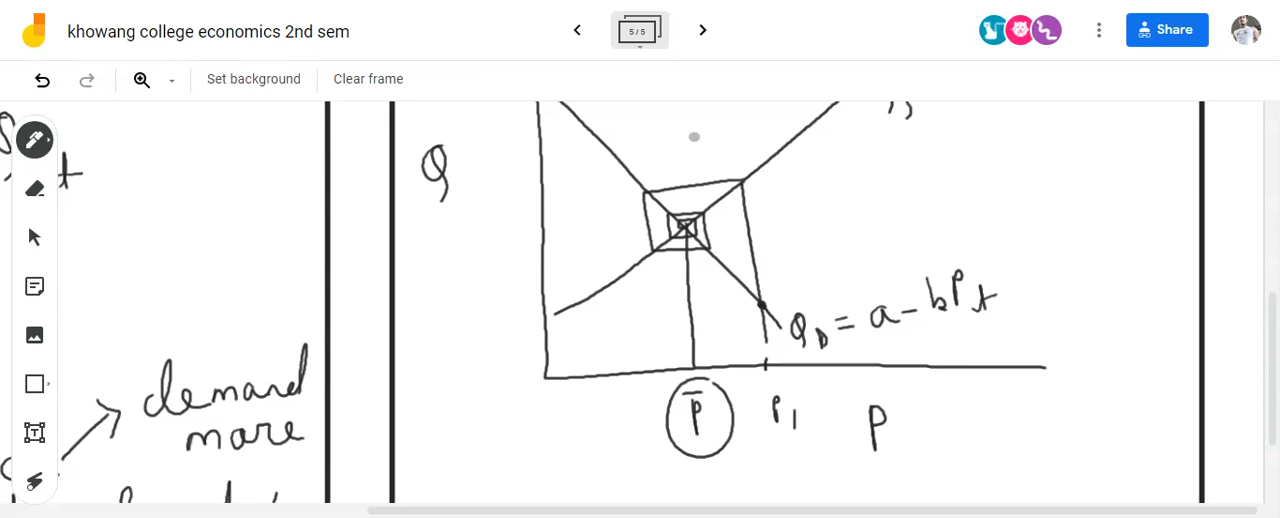 khowang college economics 2nd sem
5 / 5
Share
Set background
Clear frame
t
Q
Q_D = a - bP_t
demand
more
P̄
P_1
P